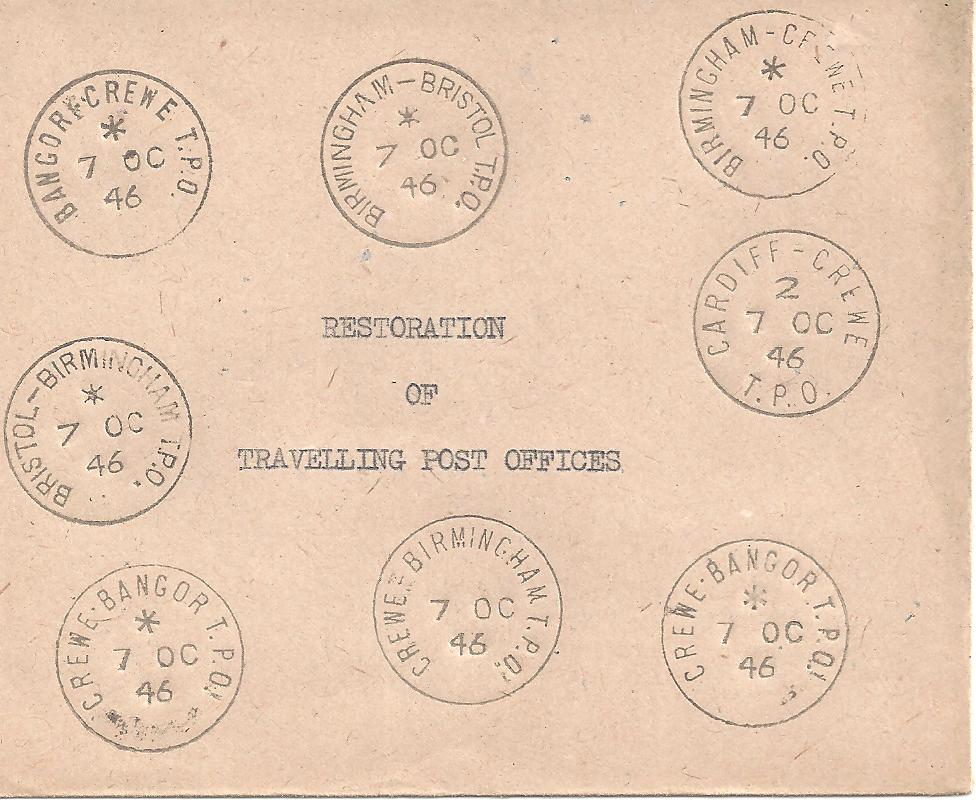 BANGOR-CREWE T.P.O.
*
7 OC
46
BIRMINGHAM-BRISTOL T.P.O.
*
7 OC
46
BIRMINGHAM-CREWE T.P.O.
*
7 OC
46
CARDIFF-CREWE
2
7 OC
46
T.P.O.
RESTORATION
OF
TRAVELLING POST OFFICES
BRISTOL-BIRMINGHAM T.P.O.
*
7 OC
46
CREWE-BANGOR T.P.O.
*
7 OC
46
CREWE-BIRMINGHAM T.P.O.
7 OC
46
CREWE-BANGOR T.P.O.
*
7 OC
46